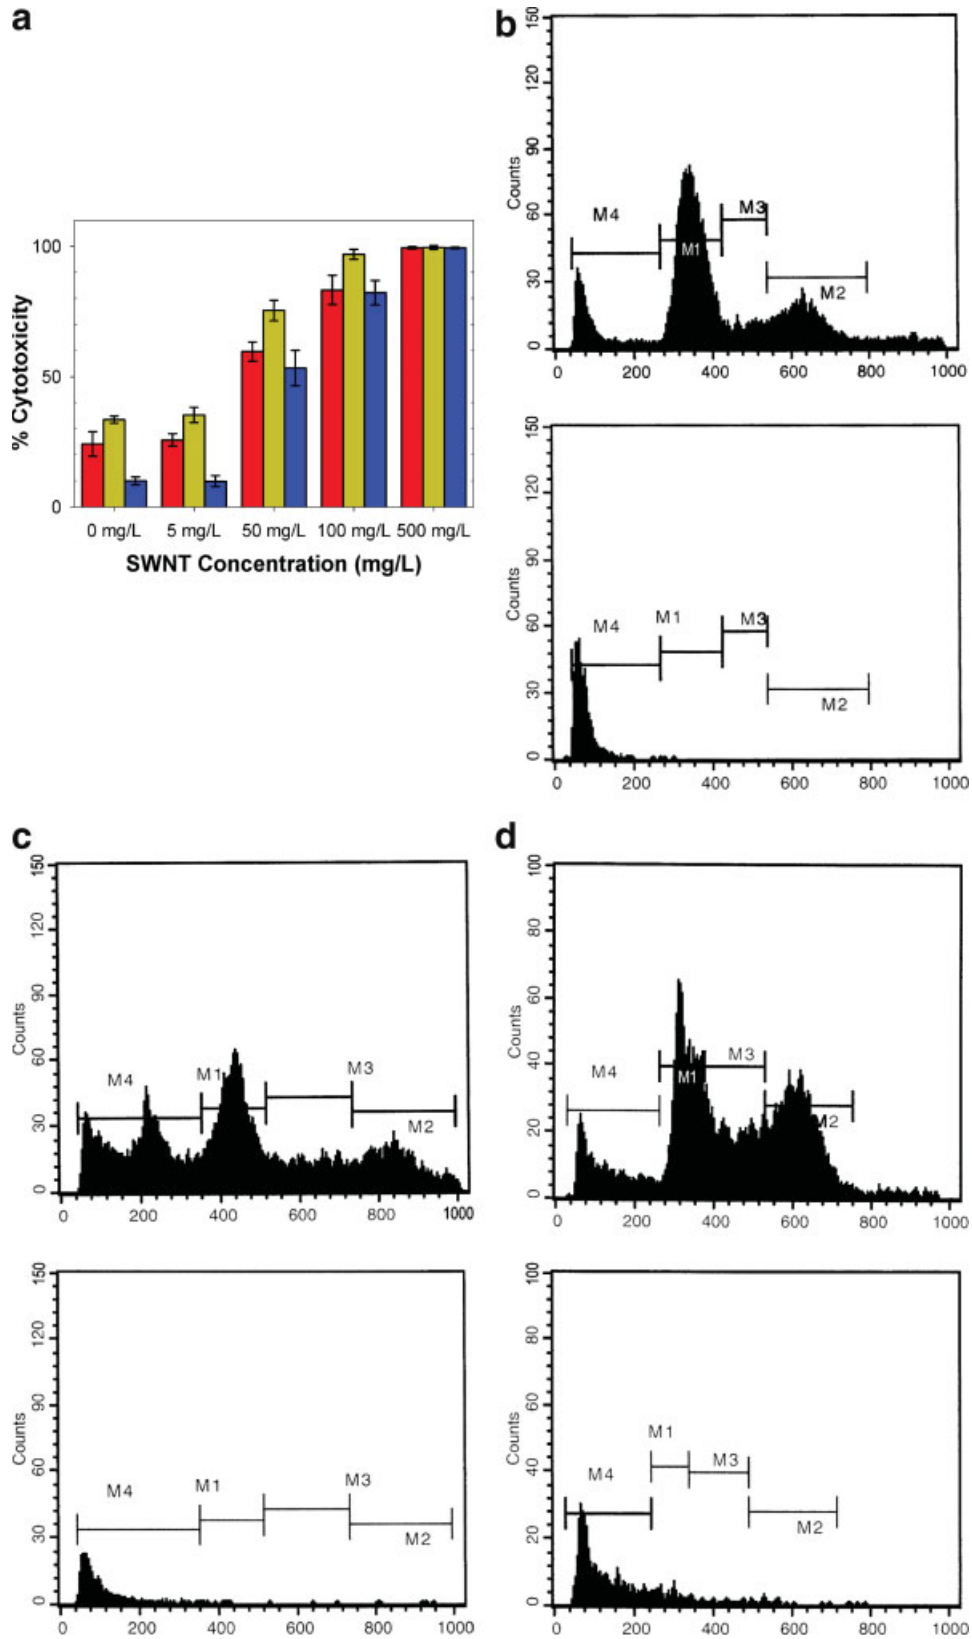 a
% Cytotoxicity
100
50
0
0 mg/L 5 mg/L 50 mg/L 100 mg/L 500 mg/L
SWNT Concentration (mg/L)
b
Counts
150
120
90
60
30
0
M4
M1
M3
M2
0 200 400 600 800 1000
Counts
150
120
90
60
30
0
M4
M1
M3
M2
0 200 400 600 800 1000
c
Counts
150
120
90
60
30
0
M4
M1
M3
M2
0 200 400 600 800 1000
Counts
150
120
90
60
30
0
M4
M1
M3
M2
0 200 400 600 800 1000
d
Counts
100
80
60
40
20
0
M4
M1
M3
M2
0 200 400 600 800 1000
Counts
100
80
60
40
20
0
M4
M1
M3
M2
0 200 400 600 800 1000